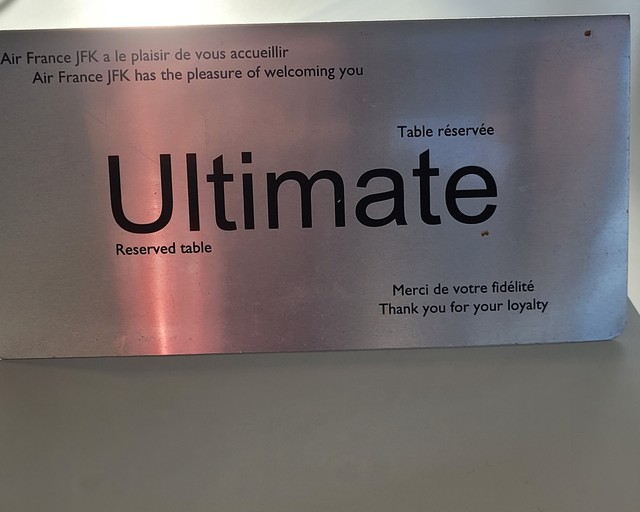 Air France JFK a le plaisir de vous accueillir
Air France JFK has the pleasure of welcoming you
Table réservée
Ultimate
Reserved table
Merci de votre fidélité
Thank you for your loyalty